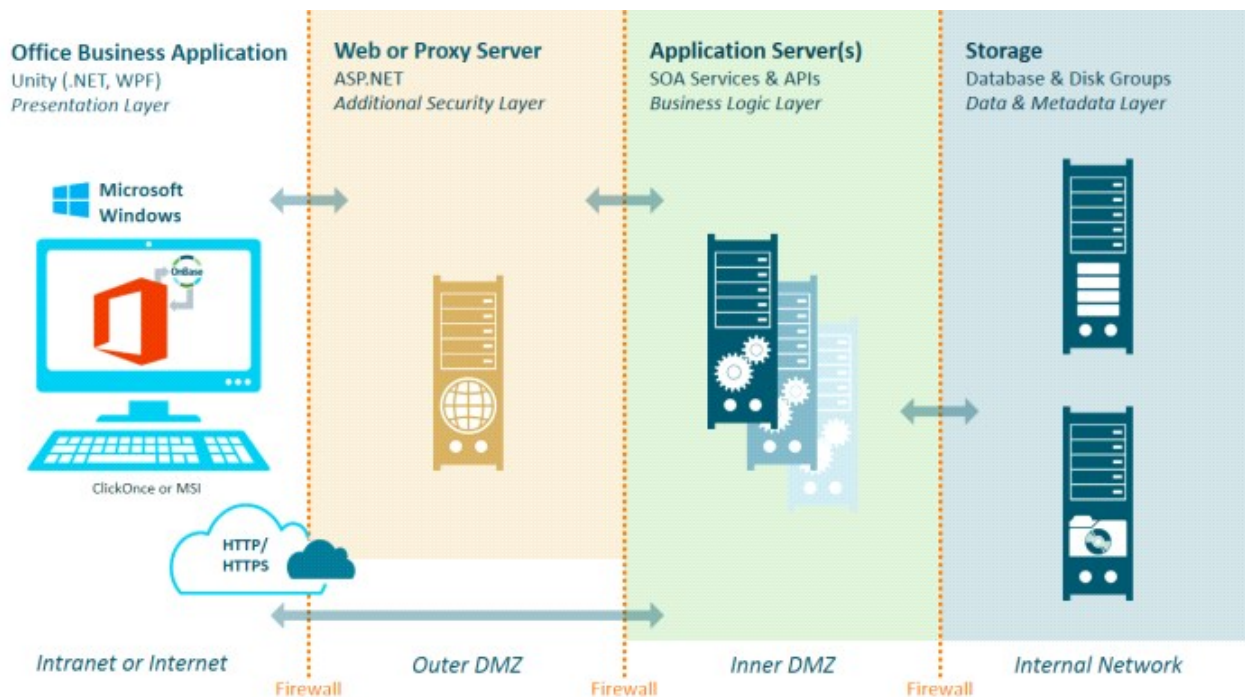 Office Business Application
Unity (.NET, WPF)
Presentation Layer
Web or Proxy Server
ASP.NET
Additional Security Layer
Application Server(s)
SOA Services & APIs
Business Logic Layer
Storage
Database & Disk Groups
Data & Metadata Layer
Microsoft
Windows
OnBase
ClickOnce or MSI
HTTP/
HTTPS
Intranet or Internet
Outer DMZ
Inner DMZ
Internal Network
Firewall
Firewall
Firewall